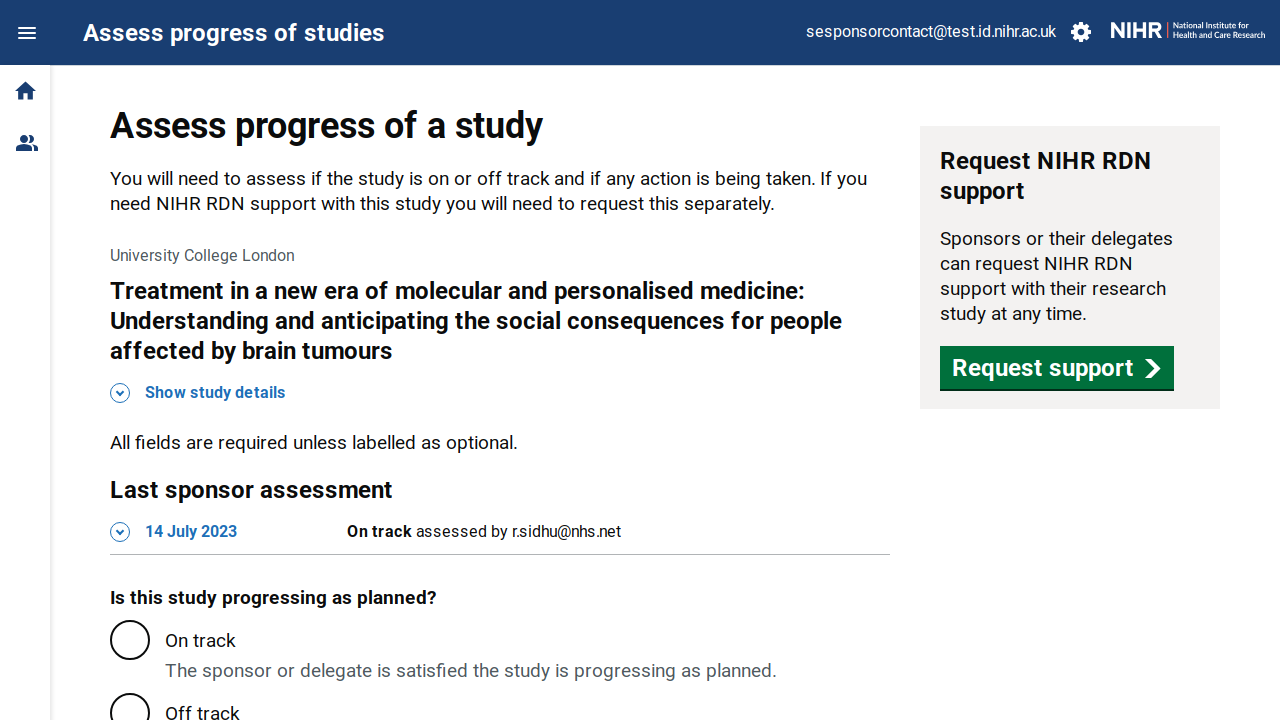 Assess progress of studies
sesponsorcontact@test.id.nihr.ac.uk
NIHR
National Institute for
Health and Care Research
Assess progress of a study
You will need to assess if the study is on or off track and if any action is being taken. If you
need NIHR RDN support with this study you will need to request this separately.
University College London
Treatment in a new era of molecular and personalised medicine:
Understanding and anticipating the social consequences for people
affected by brain tumours
Show study details
All fields are required unless labelled as optional.
Last sponsor assessment
14 July 2023 On track assessed by r.sidhu@nhs.net
Is this study progressing as planned?
On track
The sponsor or delegate is satisfied the study is progressing as planned.
Off track
Request NIHR RDN
support
Sponsors or their delegates
can request NIHR RDN
support with their research
study at any time.
Request support